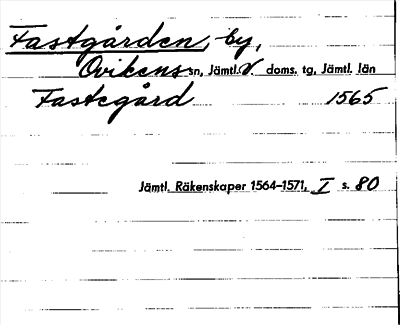 Fastgården, by,
Ovikens sn, Jämtl. V. doms. tg, Jämtl. län
Fastegård 1565
Jämtl. Räkenskaper 1564-1571, I s. 80